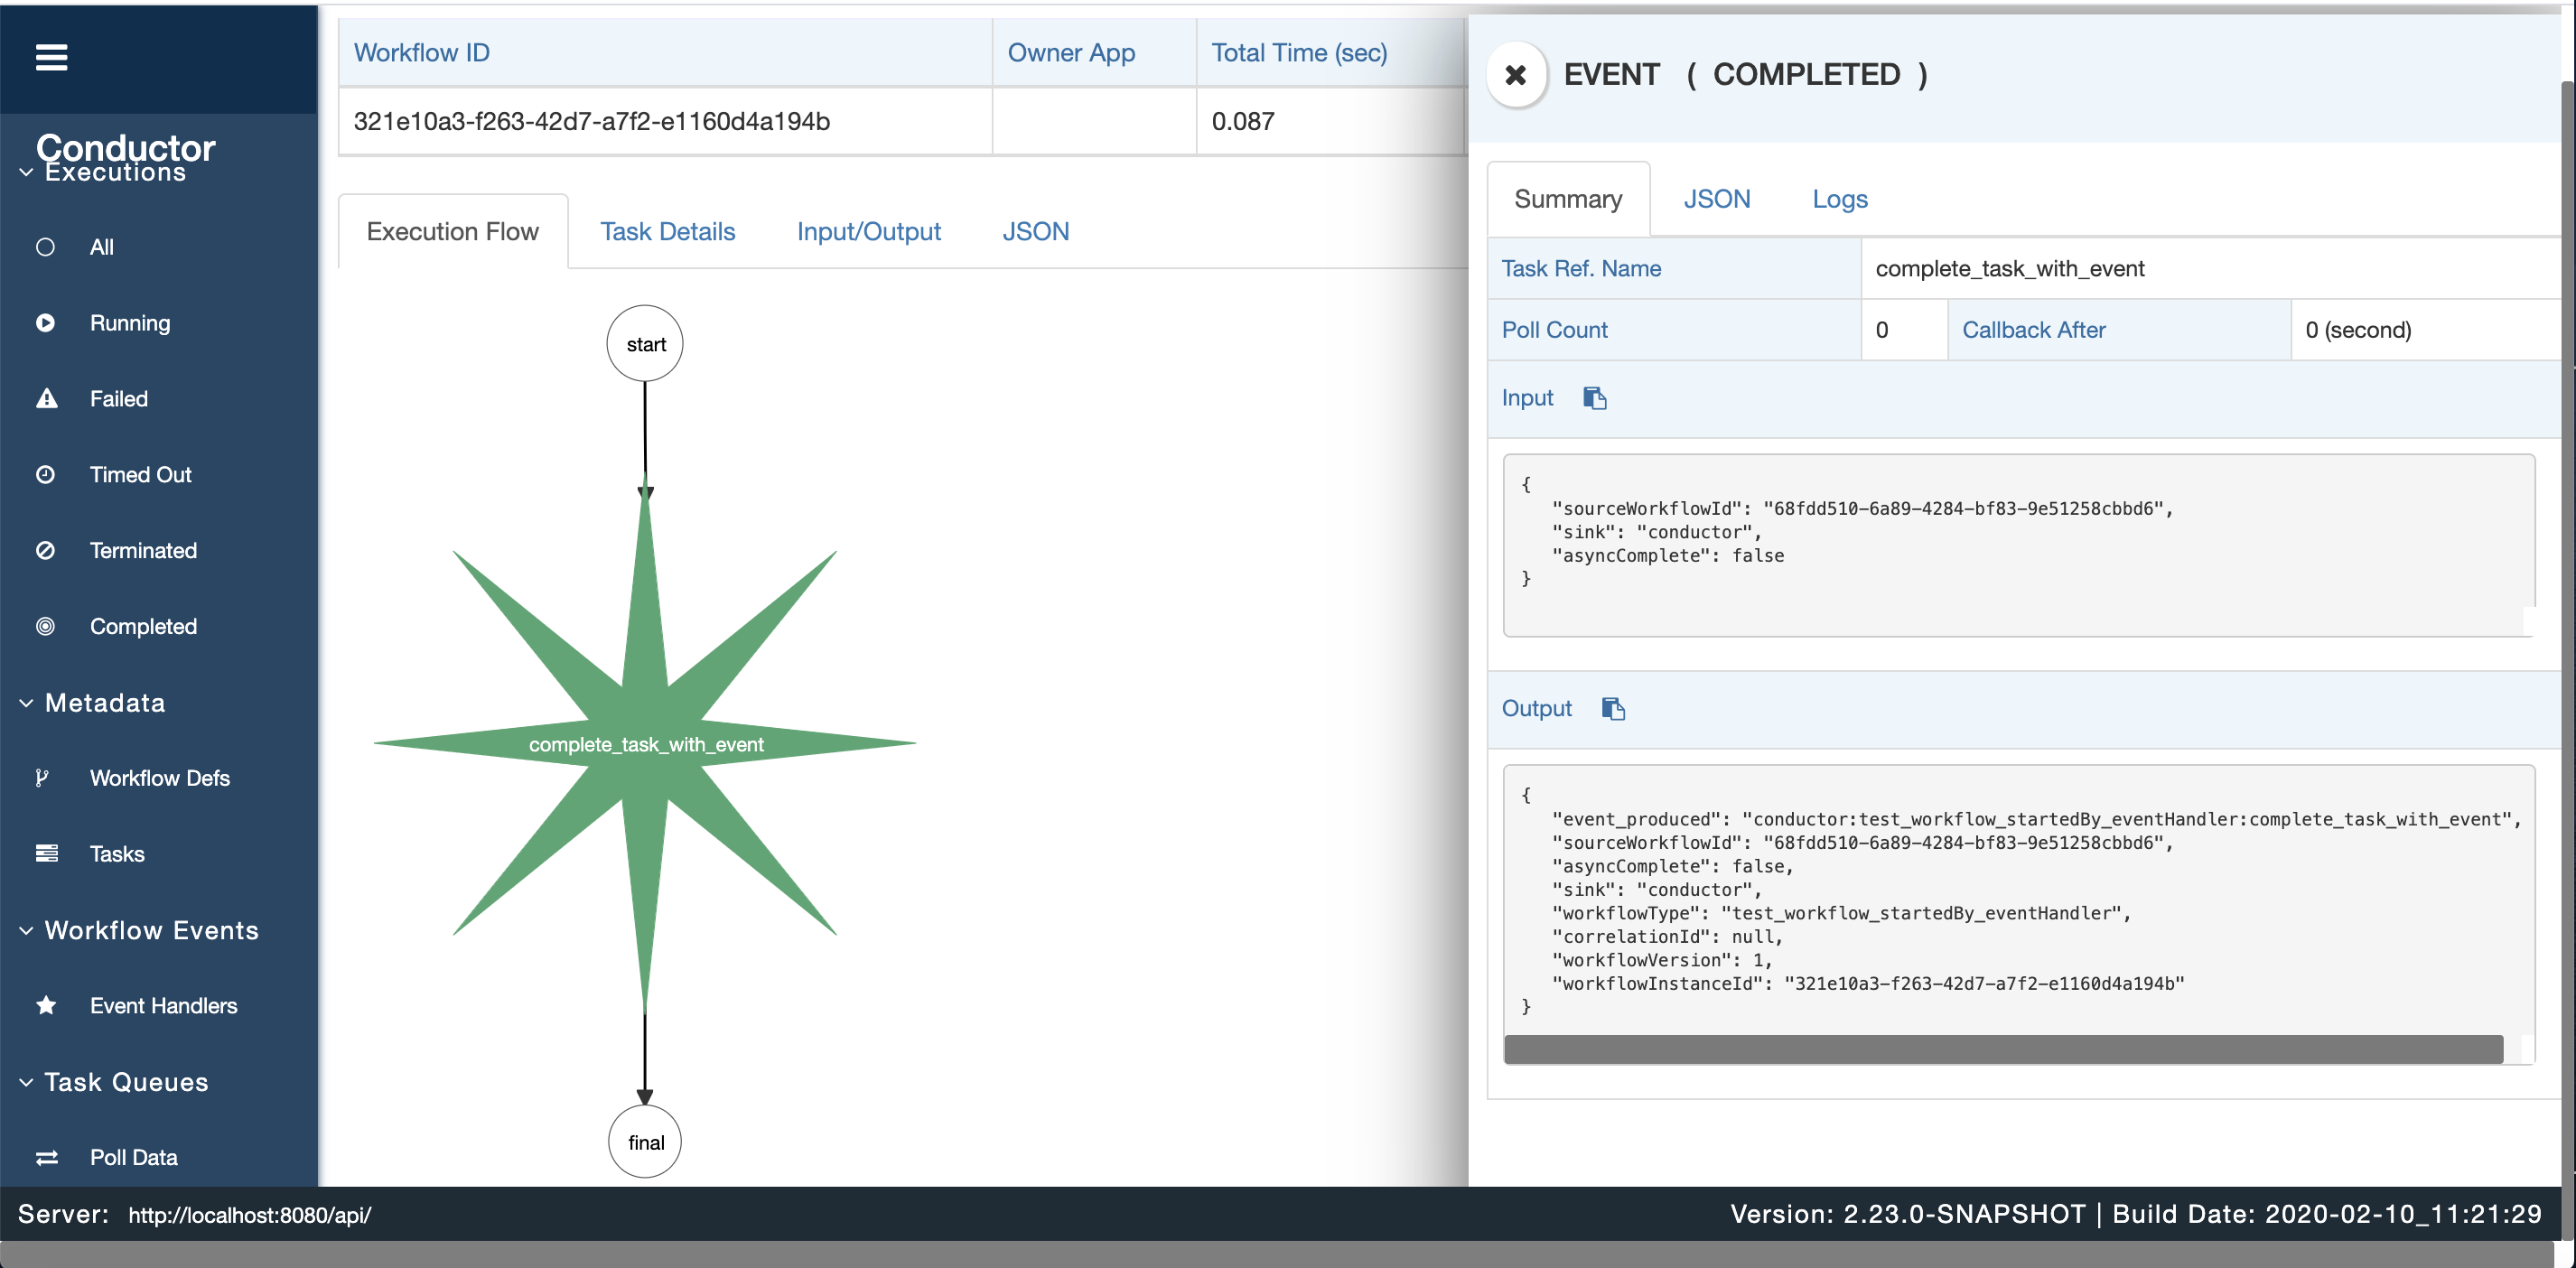 Conductor
Executions
All
Running
Failed
Timed Out
Terminated
Completed
Metadata
Workflow Defs
Tasks
Workflow Events
Event Handlers
Task Queues
Poll Data
Workflow ID Owner App Total Time (sec)
321e10a3-f263-42d7-a7f2-e1160d4a194b 0.087
Execution Flow Task Details Input/Output JSON
start
complete_task_with_event
final
EVENT ( COMPLETED )
Summary JSON Logs
Task Ref. Name complete_task_with_event
Poll Count 0 Callback After 0 (second)
Input
{
"sourceWorkflowId": "68fdd510-6a89-4284-bf83-9e51258cbbd6",
"sink": "conductor",
"asyncComplete": false
}
Output
{
"event_produced": "conductor:test_workflow_startedBy_eventHandler:complete_task_with_event",
"sourceWorkflowId": "68fdd510-6a89-4284-bf83-9e51258cbbd6",
"asyncComplete": false,
"sink": "conductor",
"workflowType": "test_workflow_startedBy_eventHandler",
"correlationId": null,
"workflowVersion": 1,
"workflowInstanceId": "321e10a3-f263-42d7-a7f2-e1160d4a194b"
}
Server: http://localhost:8080/api/
Version: 2.23.0-SNAPSHOT | Build Date: 2020-02-10_11:21:29